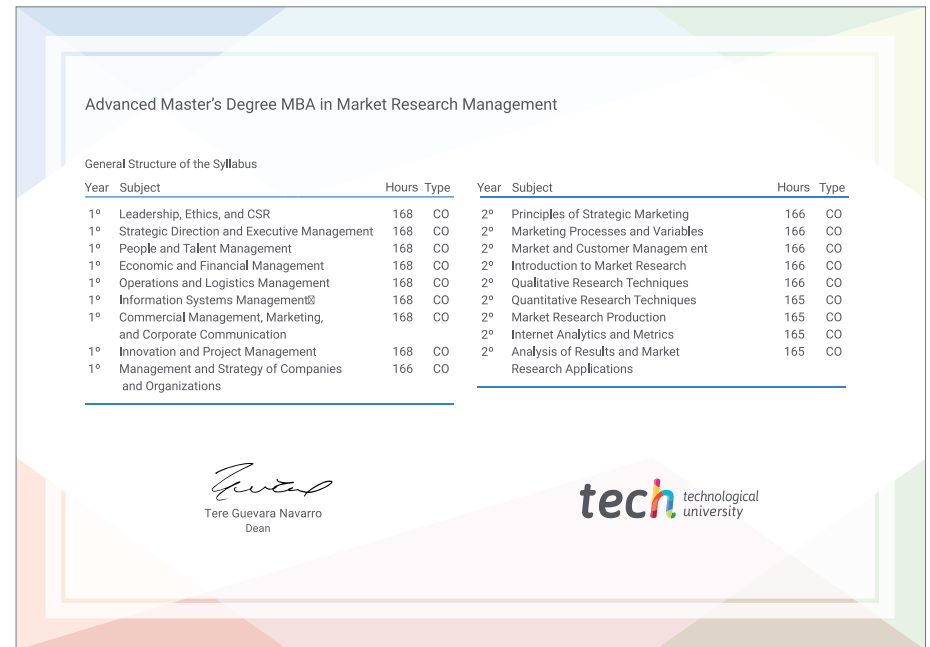 Advanced Master's Degree MBA in Market Research Management
General Structure of the Syllabus
Year Subject Hours Type
1º Leadership, Ethics, and CSR 168 CO
1º Strategic Direction and Executive Management 168 CO
1º People and Talent Management 168 CO
1º Economic and Financial Management 168 CO
1º Operations and Logistics Management 168 CO
1º Information Systems Management 168 CO
1º Commercial Management, Marketing, 168 CO
and Corporate Communication
1º Innovation and Project Management 168 CO
1º Management and Strategy of Companies 166 CO
and Organizations
Year Subject Hours Type
2º Principles of Strategic Marketing 166 CO
2º Marketing Processes and Variables 166 CO
2º Market and Customer Managem ent 166 CO
2º Introduction to Market Research 166 CO
2º Qualitative Research Techniques 166 CO
2º Quantitative Research Techniques 165 CO
2º Market Research Production 165 CO
2º Internet Analytics and Metrics 165 CO
2º Analysis of Results and Market 165 CO
Research Applications
Tere Guevara Navarro
Dean
tech technological
university